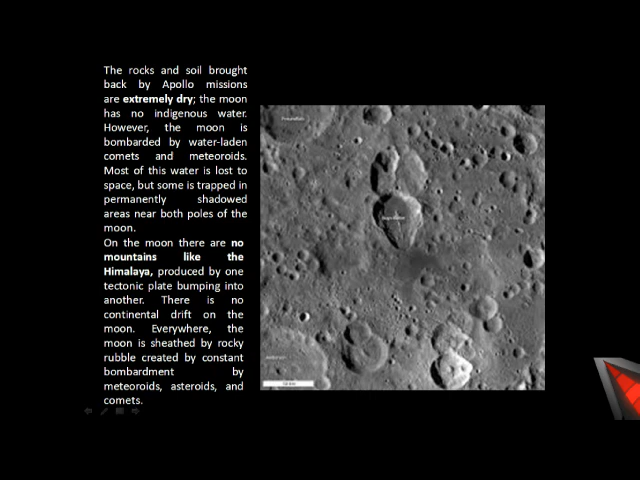 The rocks and soil brought
back by Apollo missions
are extremely dry; the moon
has no indigenous water.
However, the moon is
bombarded by water-laden
comets and meteoroids.
Most of this water is lost to
space, but some is trapped in
permanently shadowed
areas near both poles of the
moon.
On the moon there are no
mountains like the
Himalaya, produced by one
tectonic plate bumping into
another. There is no
continental drift on the
moon. Everywhere, the
moon is sheathed by rocky
rubble created by constant
bombardment by
meteoroids, asteroids, and
comets.